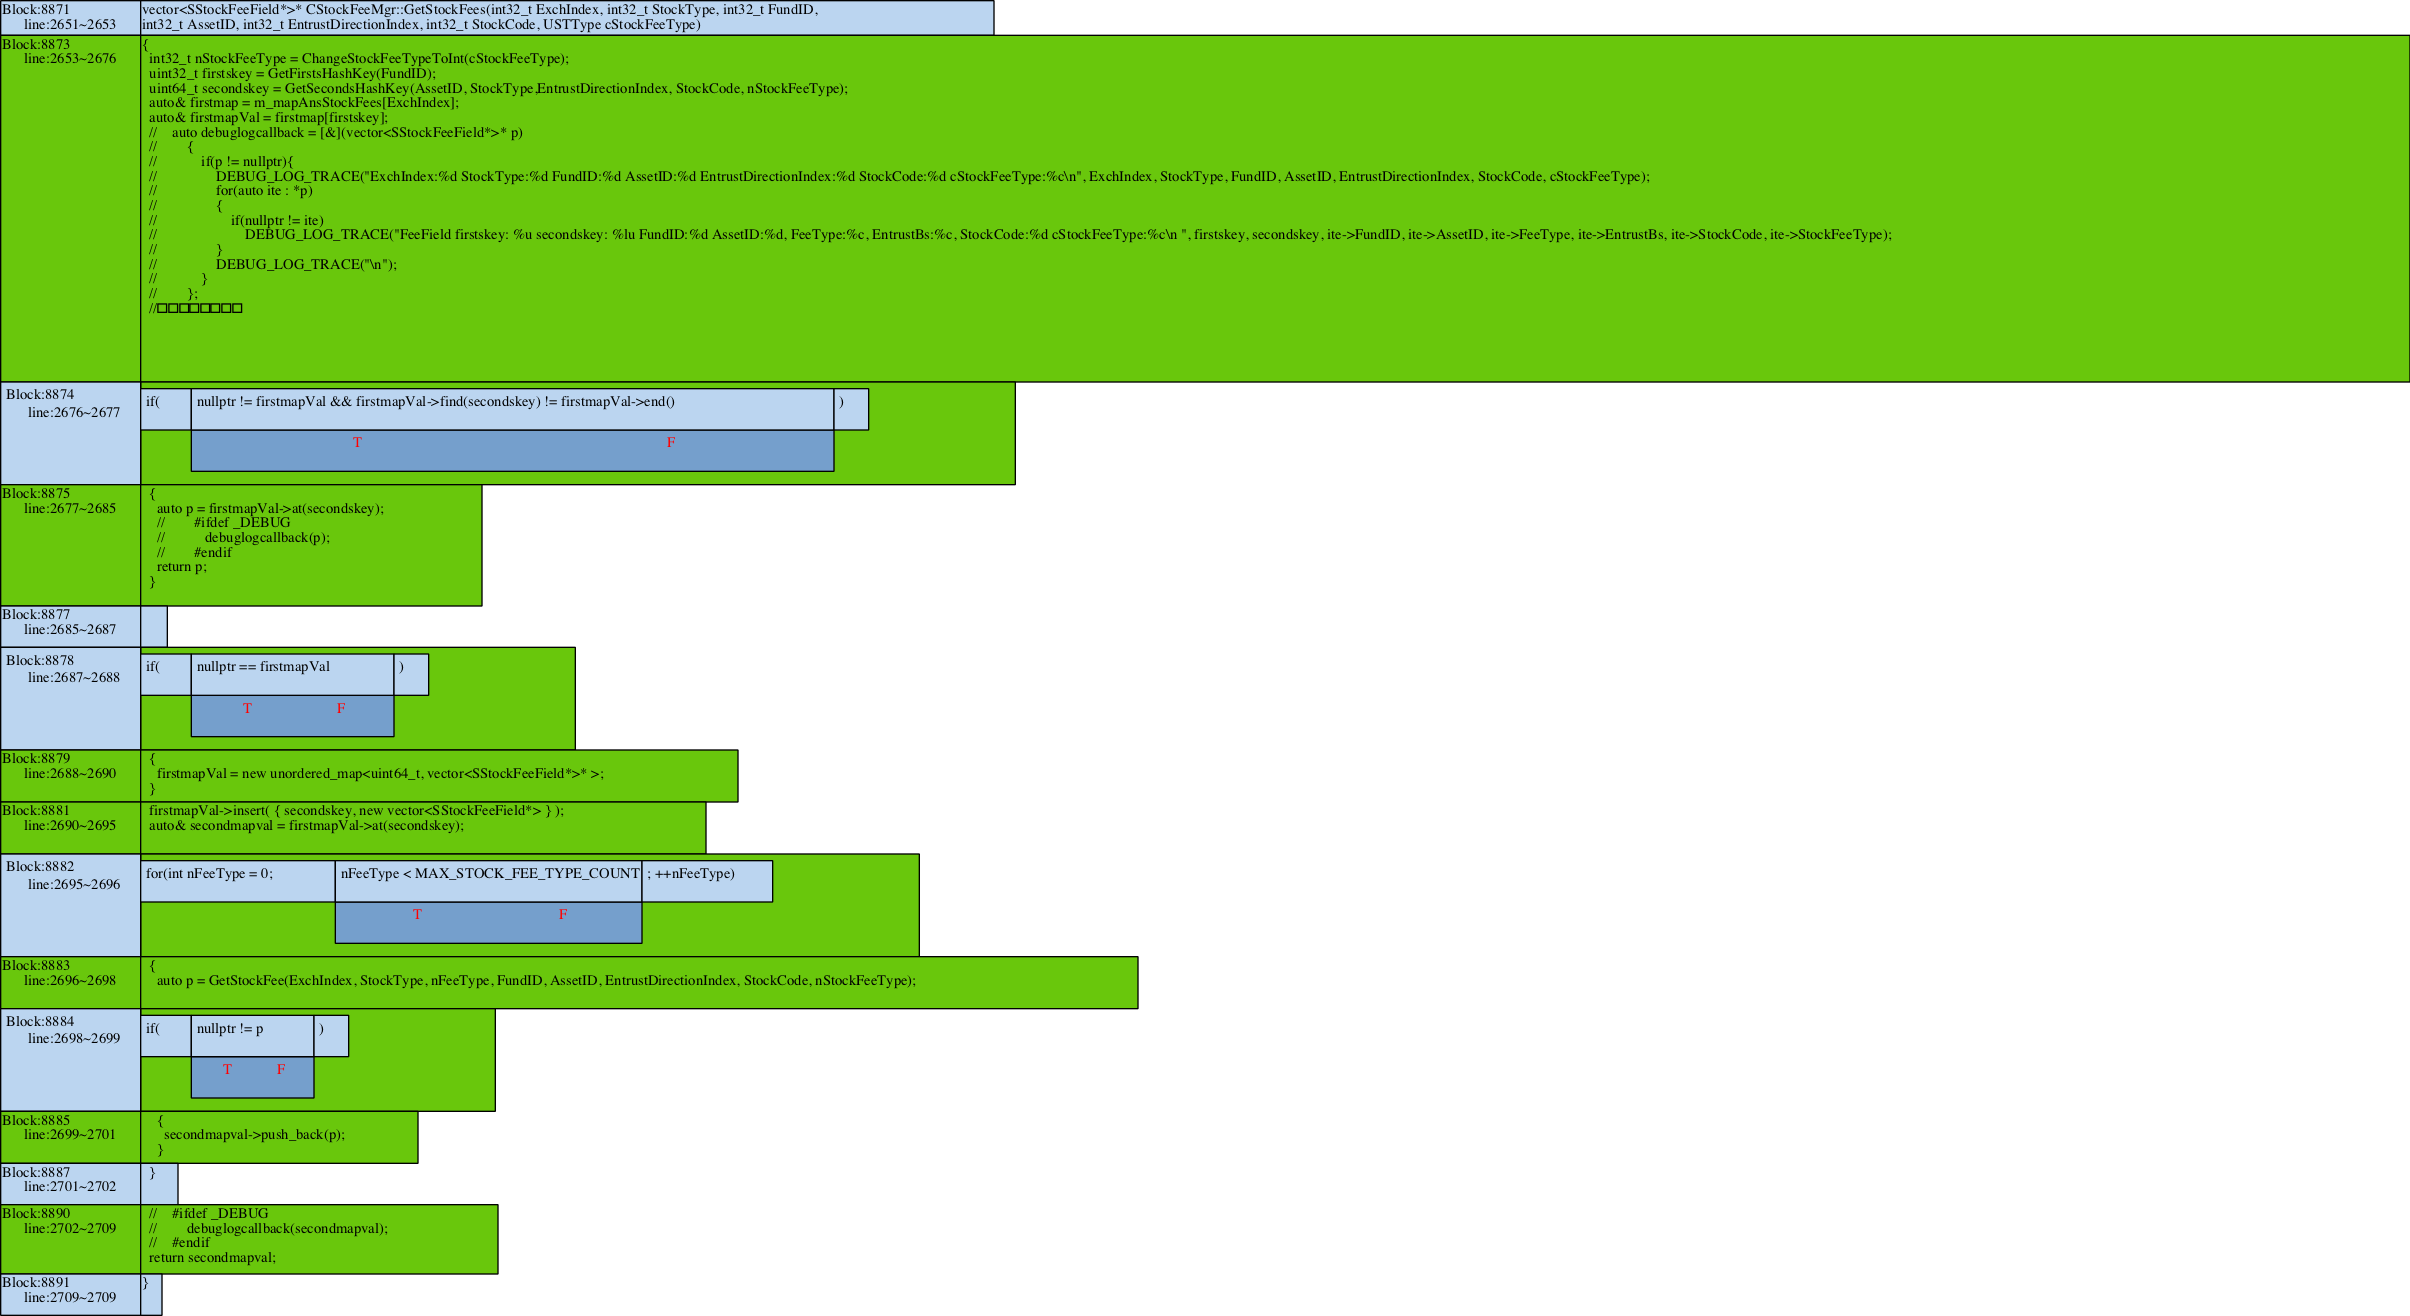 Block:8871
line:2651~2653
vector<SStockFeeField*>* CStockFeeMgr::GetStockFees(int32_t ExchIndex, int32_t StockType, int32_t FundID,
int32_t AssetID, int32_t EntrustDirectionIndex, int32_t StockCode, USTType cStockFeeType)
Block:8873
line:2653~2676
{
int32_t nStockFeeType = ChangeStockFeeTypeToInt(cStockFeeType);
uint32_t firstskey = GetFirstsHashKey(FundID);
uint64_t secondskey = GetSecondsHashKey(AssetID, StockType,EntrustDirectionIndex, StockCode, nStockFeeType);
auto& firstmap = m_mapAnsStockFees[ExchIndex];
auto& firstmapVal = firstmap[firstskey];
// auto debuglogcallback = [&](vector<SStockFeeField*>* p)
// {
// if(p != nullptr){
// DEBUG_LOG_TRACE("ExchIndex:%d StockType:%d FundID:%d AssetID:%d EntrustDirectionIndex:%d StockCode:%d cStockFeeType:%c\n", ExchIndex, StockType, FundID, AssetID, EntrustDirectionIndex, StockCode, cStockFeeType);
// for(auto ite : *p)
// {
// if(nullptr != ite)
// DEBUG_LOG_TRACE("FeeField firstskey: %u secondskey: %lu FundID:%d AssetID:%d, FeeType:%c, EntrustBs:%c, StockCode:%d cStockFeeType:%c\n ", firstskey, secondskey, ite->FundID, ite->AssetID, ite->FeeType, ite->EntrustBs, ite->StockCode, ite->StockFeeType);
// }
// DEBUG_LOG_TRACE("\n");
// }
// };
//□□□□□□□□
Block:8874
line:2676~2677
if( nullptr != firstmapVal && firstmapVal->find(secondskey) != firstmapVal->end() )
T F
Block:8875
line:2677~2685
{
auto p = firstmapVal->at(secondskey);
// #ifdef _DEBUG
// debuglogcallback(p);
// #endif
return p;
}
Block:8877
line:2685~2687
Block:8878
line:2687~2688
if( nullptr == firstmapVal )
T F
Block:8879
line:2688~2690
{
firstmapVal = new unordered_map<uint64_t, vector<SStockFeeField*>* >;
}
Block:8881
line:2690~2695
firstmapVal->insert( { secondskey, new vector<SStockFeeField*> } );
auto& secondmapval = firstmapVal->at(secondskey);
Block:8882
line:2695~2696
for(int nFeeType = 0; nFeeType < MAX_STOCK_FEE_TYPE_COUNT ; ++nFeeType)
T F
Block:8883
line:2696~2698
{
auto p = GetStockFee(ExchIndex, StockType, nFeeType, FundID, AssetID, EntrustDirectionIndex, StockCode, nStockFeeType);
Block:8884
line:2698~2699
if( nullptr != p )
T F
Block:8885
line:2699~2701
{
secondmapval->push_back(p);
}
Block:8887
line:2701~2702
}
Block:8890
line:2702~2709
// #ifdef _DEBUG
// debuglogcallback(secondmapval);
// #endif
return secondmapval;
Block:8891
line:2709~2709
}